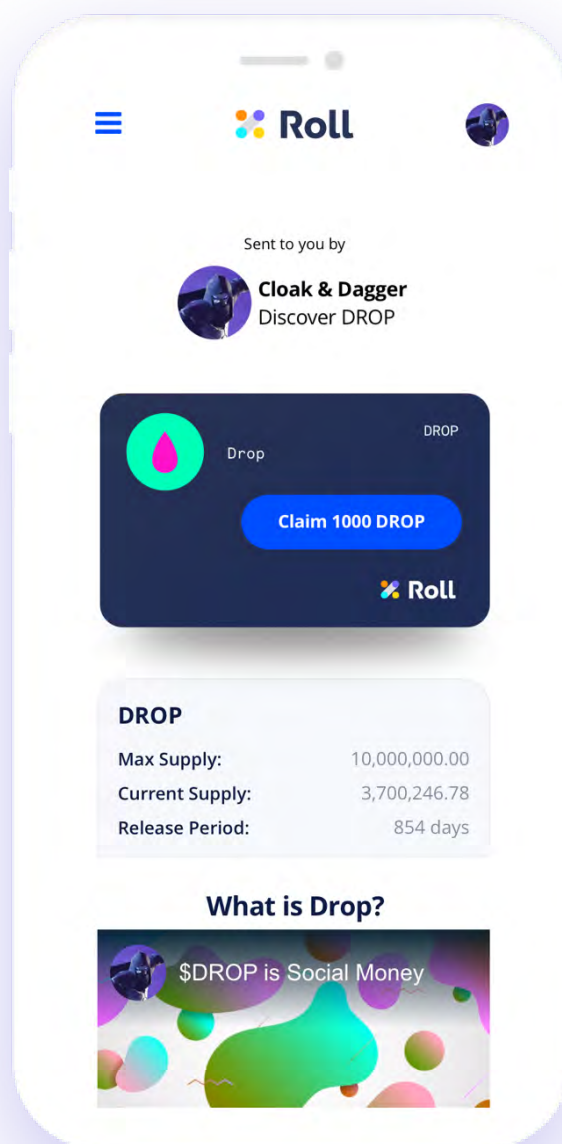 Roll
Sent to you by
Cloak & Dagger
Discover DROP
DROP
Drop
Claim 1000 DROP
Roll
DROP
Max Supply: 10,000,000.00
Current Supply: 3,700,246.78
Release Period: 854 days
What is Drop?
$DROP is Social Money